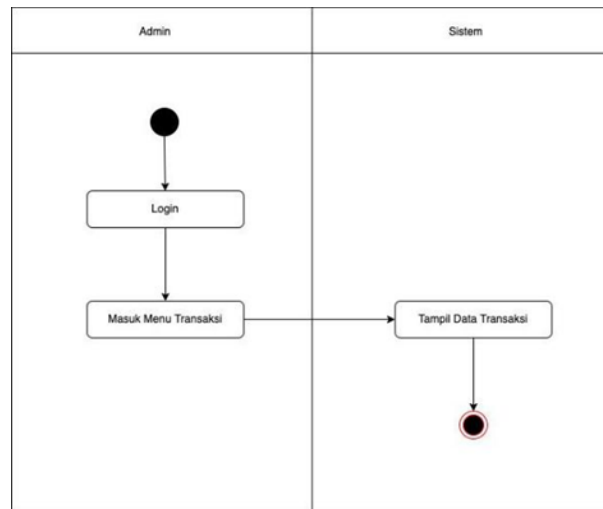 Admin
Sistem
Login
Masuk Menu Transaksi
Tampil Data Transaksi